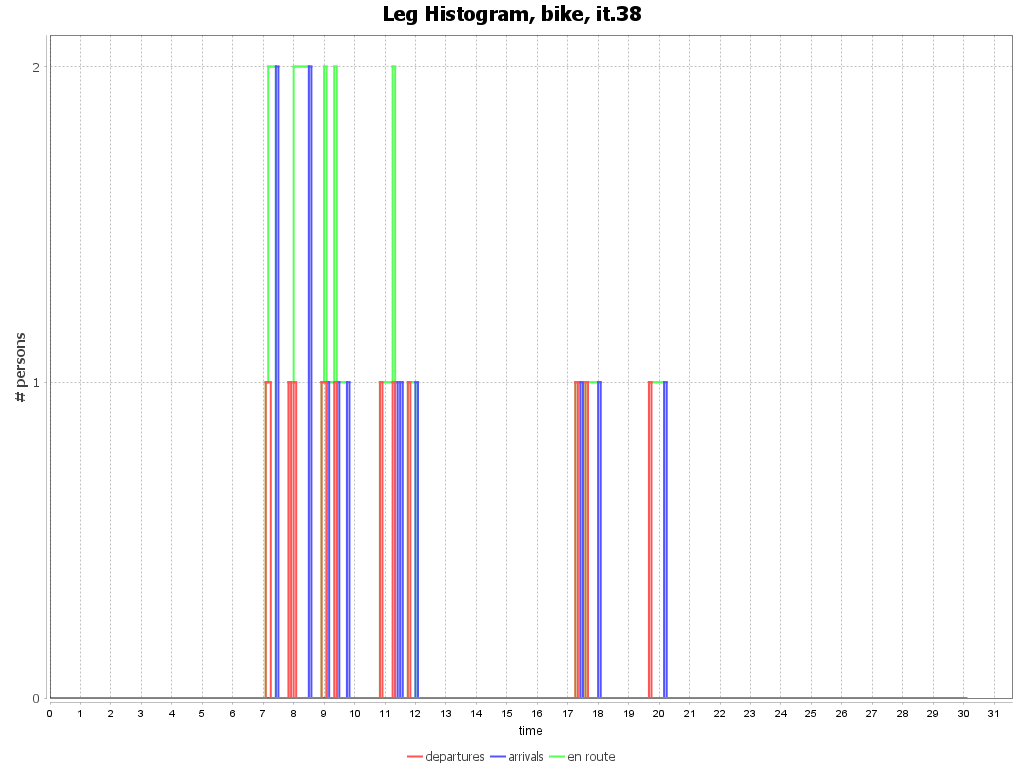 Leg Histogram, bike, it.38
# persons
2
1
0
0 1 2 3 4 5 6 7 8 9 10 11 12 13 14 15 16 17 18 19 20 21 22 23 24 25 26 27 28 29 30 31
time
departures arrivals en route